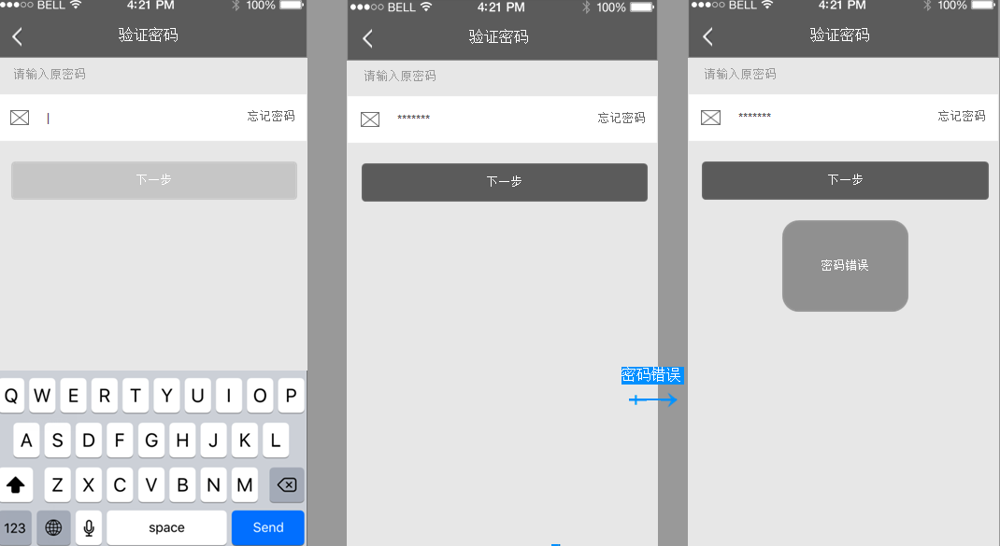 BELL 4:21 PM 100%
验证密码
请输入原密码
忘记密码
下一步
Q W E R T Y U I O P
A S D F G H J K L
Z X C V B N M
123 space Send
BELL 4:21 PM 100%
验证密码
请输入原密码
******* 忘记密码
下一步
密码错误
BELL 4:21 PM 100%
验证密码
请输入原密码
******* 忘记密码
下一步
密码错误